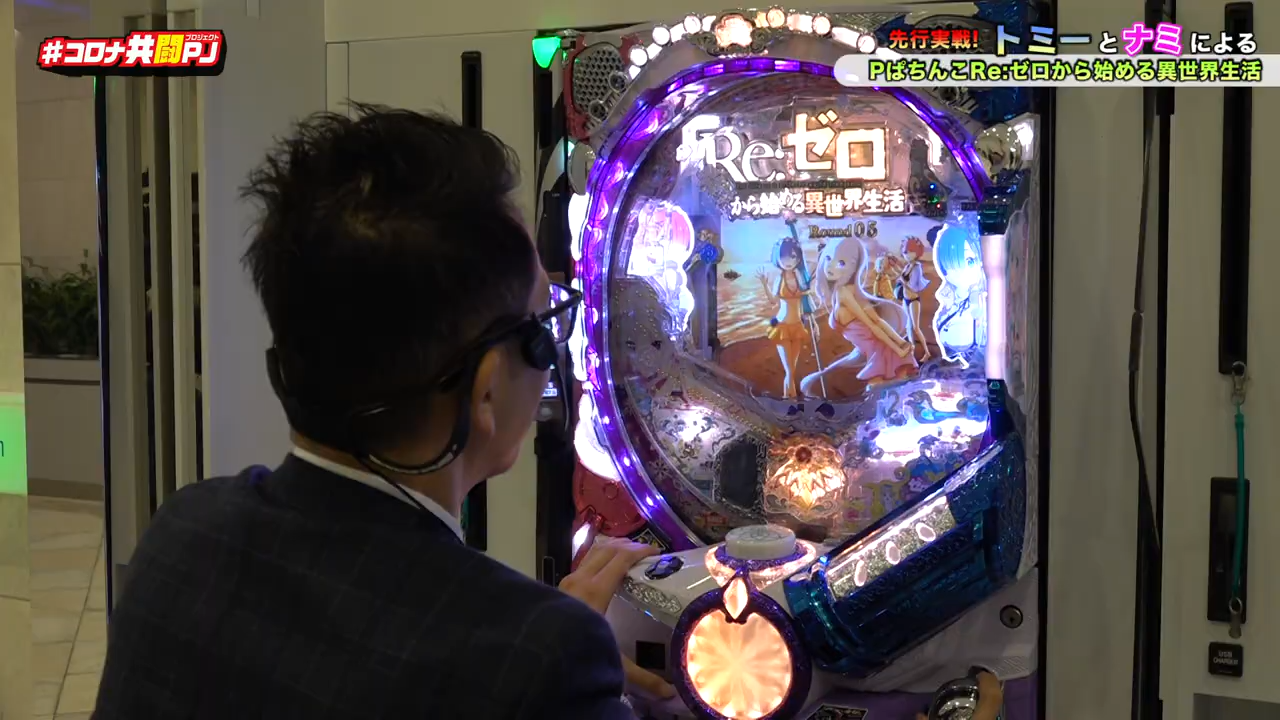 #コロナ共闘PJ
プロジェクト
先行実戦! トミーとナミによる
PぱちんこRe:ゼロから始める異世界生活
Re:ゼロ
から始める異世界生活
Round 05
USB
CHARGER